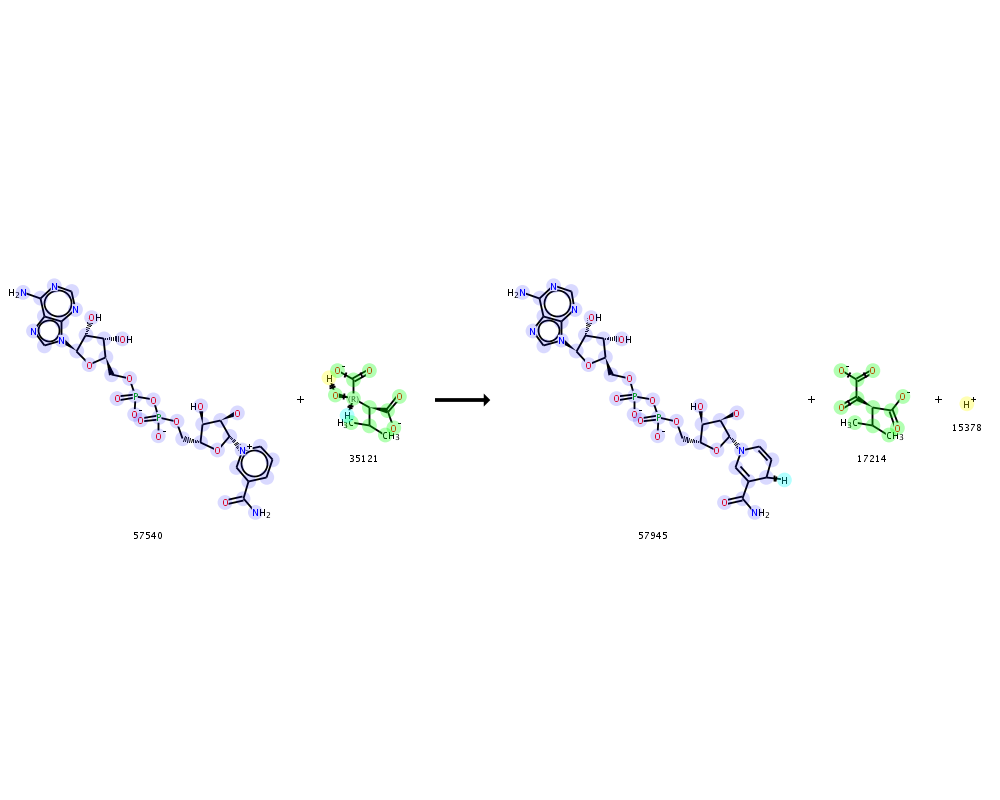 H₂N N N N N OH OH O O O P O⁻ O P O O⁻ O HO O O N⁺ O NH₂
57540
+
O⁻ O H O (R) H O O⁻ H₃C CH₃
35121
H₂N N N N N OH OH O O O P O⁻ O P O O⁻ O HO O O N H O NH₂
57945
+
O⁻ O O O⁻ O H₃C CH₃
17214
+
H⁺
15378